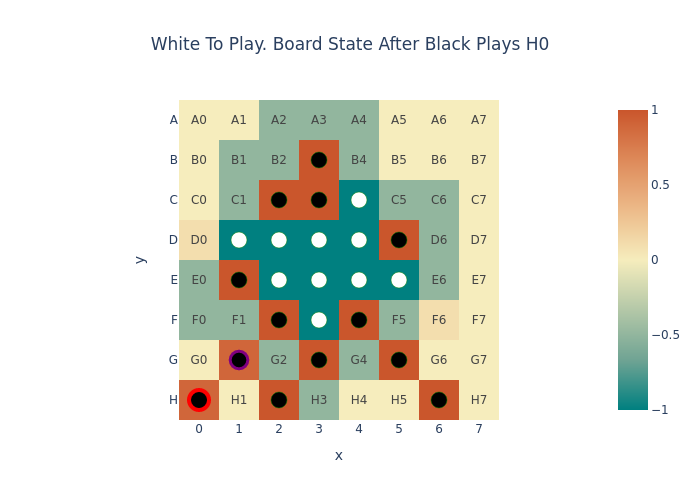 White To Play. Board State After Black Plays H0
A A0 A1 A2 A3 A4 A5 A6 A7
B B0 B1 B2 B4 B5 B6 B7
C C0 C1 C5 C6 C7
D D0 D6 D7
E E0 E6 E7
F F0 F1 F5 F6 F7
G G0 G2 G4 G6 G7
H H1 H3 H4 H5 H7
0 1 2 3 4 5 6 7
x
y
1
0.5
0
−0.5
−1